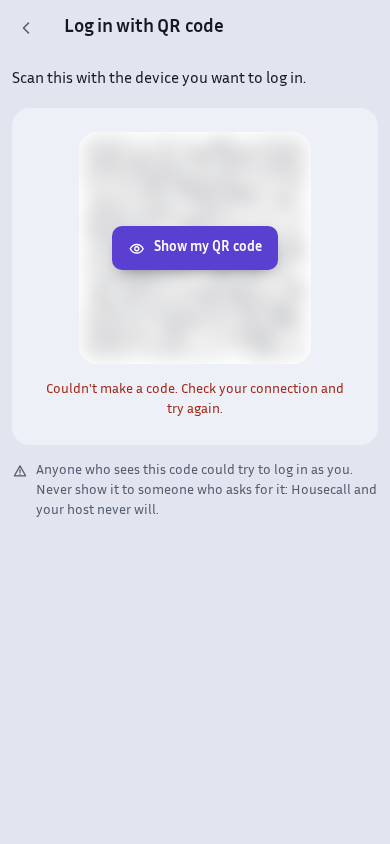 Log in with QR code
Scan this with the device you want to log in.
Show my QR code
Couldn't make a code. Check your connection and
try again.
Anyone who sees this code could try to log in as you.
Never show it to someone who asks for it: Housecall and
your host never will.